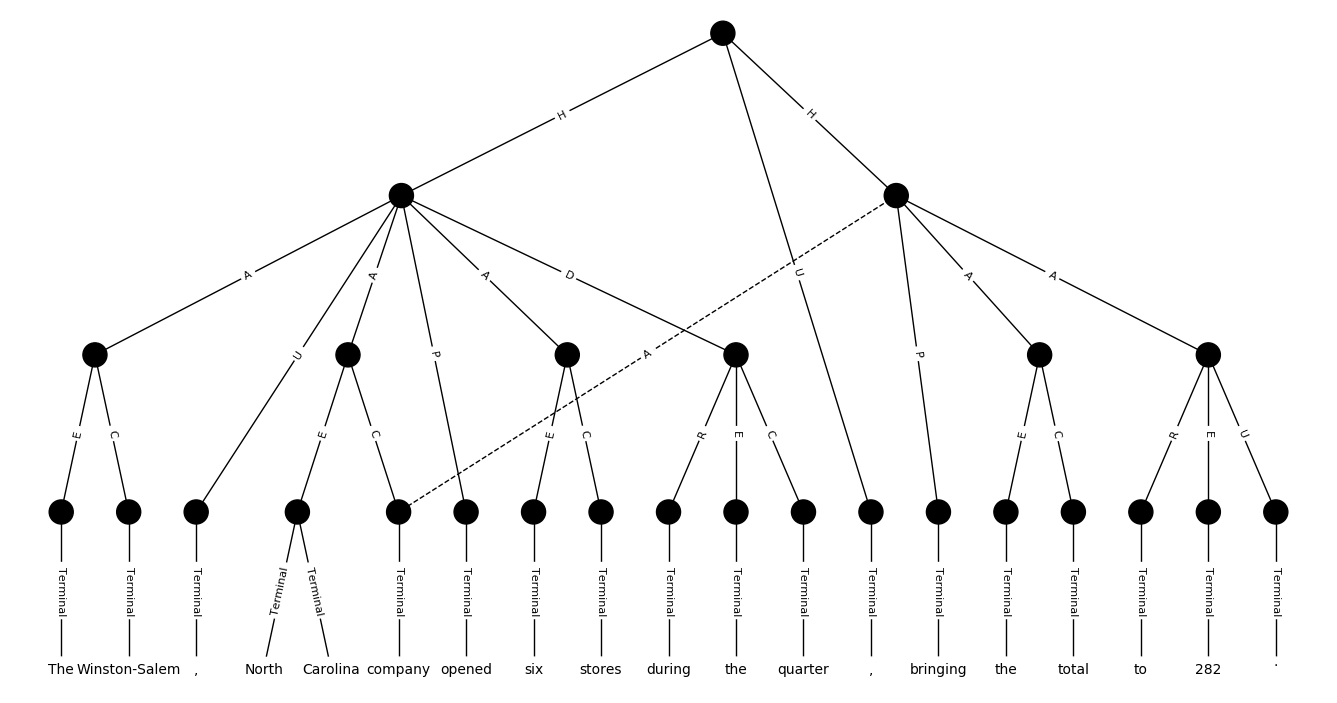 H H
A U A P A D A U P A A
E C E C E C R E C E C R E U
Terminal Terminal Terminal Terminal Terminal Terminal Terminal Terminal Terminal Terminal Terminal Terminal Terminal Terminal Terminal Terminal Terminal Terminal Terminal
The Winston-Salem , North Carolina company opened six stores during the quarter , bringing the total to 282 .